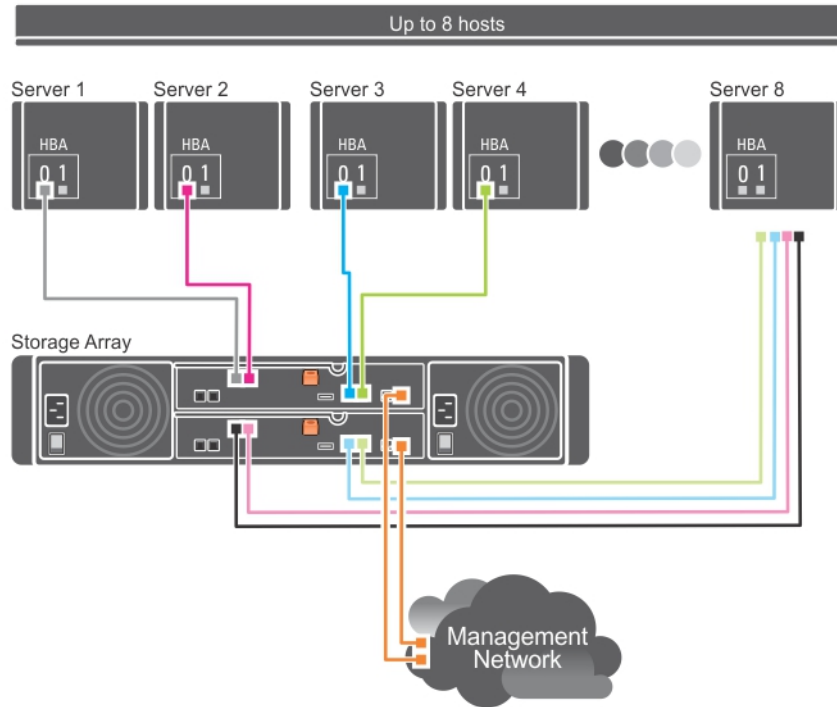 Up to 8 hosts
Server 1
Server 2
Server 3
Server 4
Server 8
HBA
0 1
HBA
0 1
HBA
0 1
HBA
0 1
HBA
0 1
Storage Array
Management
Network